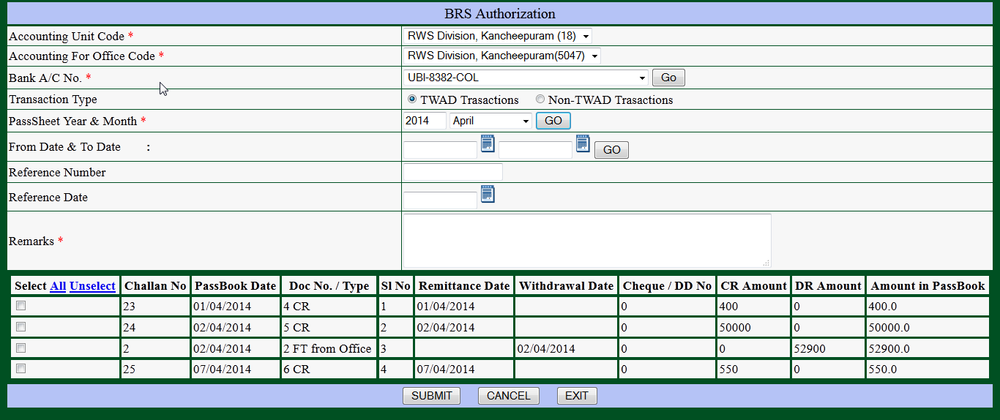 BRS Authorization
Accounting Unit Code * RWS Division, Kancheepuram (18)
Accounting For Office Code * RWS Division, Kancheepuram(5047)
Bank A/C No. * UBI-8382-COL Go
Transaction Type TWAD Trasactions Non-TWAD Trasactions
PassSheet Year & Month * 2014 April GO
From Date & To Date : GO
Reference Number
Reference Date
Remarks *
Select All Unselect Challan No PassBook Date Doc No. / Type Sl No Remittance Date Withdrawal Date Cheque / DD No CR Amount DR Amount Amount in PassBook
23 01/04/2014 4 CR 1 01/04/2014 0 400 0 400.0
24 02/04/2014 5 CR 2 02/04/2014 0 50000 0 50000.0
2 02/04/2014 2 FT from Office 3 02/04/2014 0 0 52900 52900.0
25 07/04/2014 6 CR 4 07/04/2014 0 550 0 550.0
SUBMIT CANCEL EXIT